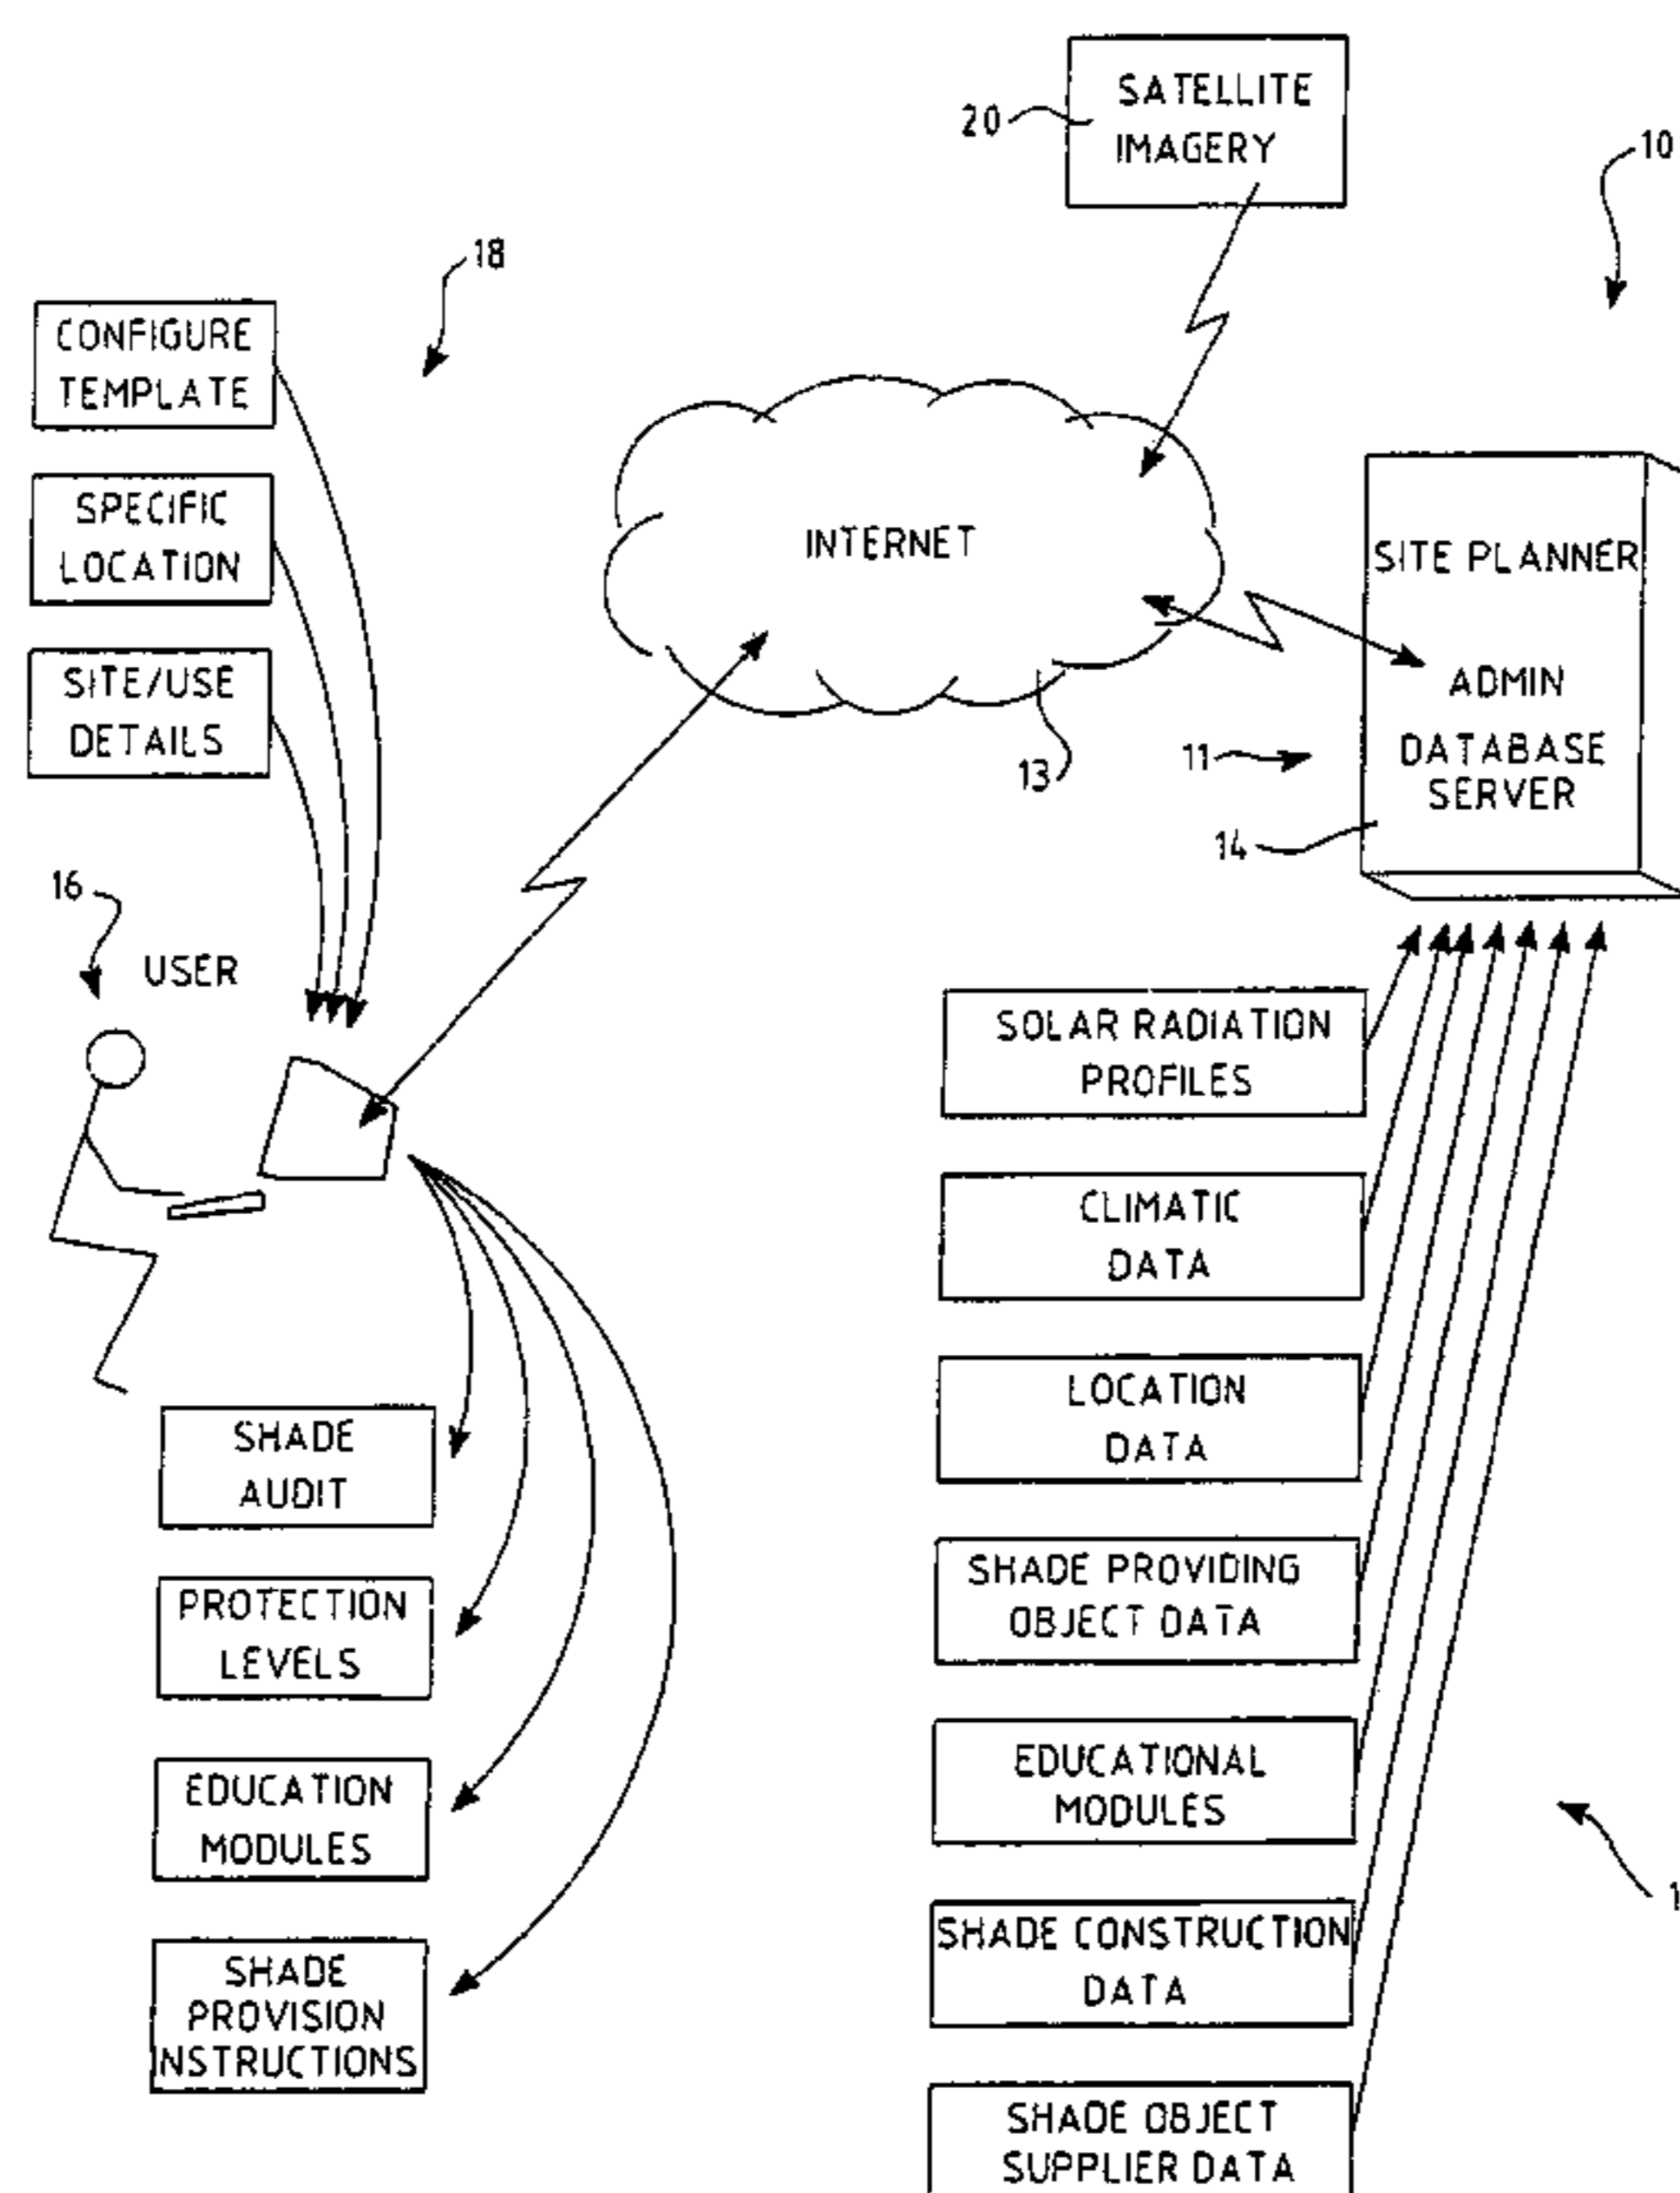 SATELLITE
IMAGERY
20
10
18
CONFIGURE
TEMPLATE
SPECIFIC
LOCATION
SITE/USE
DETAILS
INTERNET
13
SITE PLANNER
ADMIN
DATABASE
SERVER
11
14
16
USER
SOLAR RADIATION
PROFILES
CLIMATIC
DATA
LOCATION
DATA
SHADE PROVIDING
OBJECT DATA
EDUCATIONAL
MODULES
SHADE CONSTRUCTION
DATA
SHADE OBJECT
SUPPLIER DATA
SHADE
AUDIT
PROTECTION
LEVELS
EDUCATION
MODULES
SHADE
PROVISION
INSTRUCTIONS